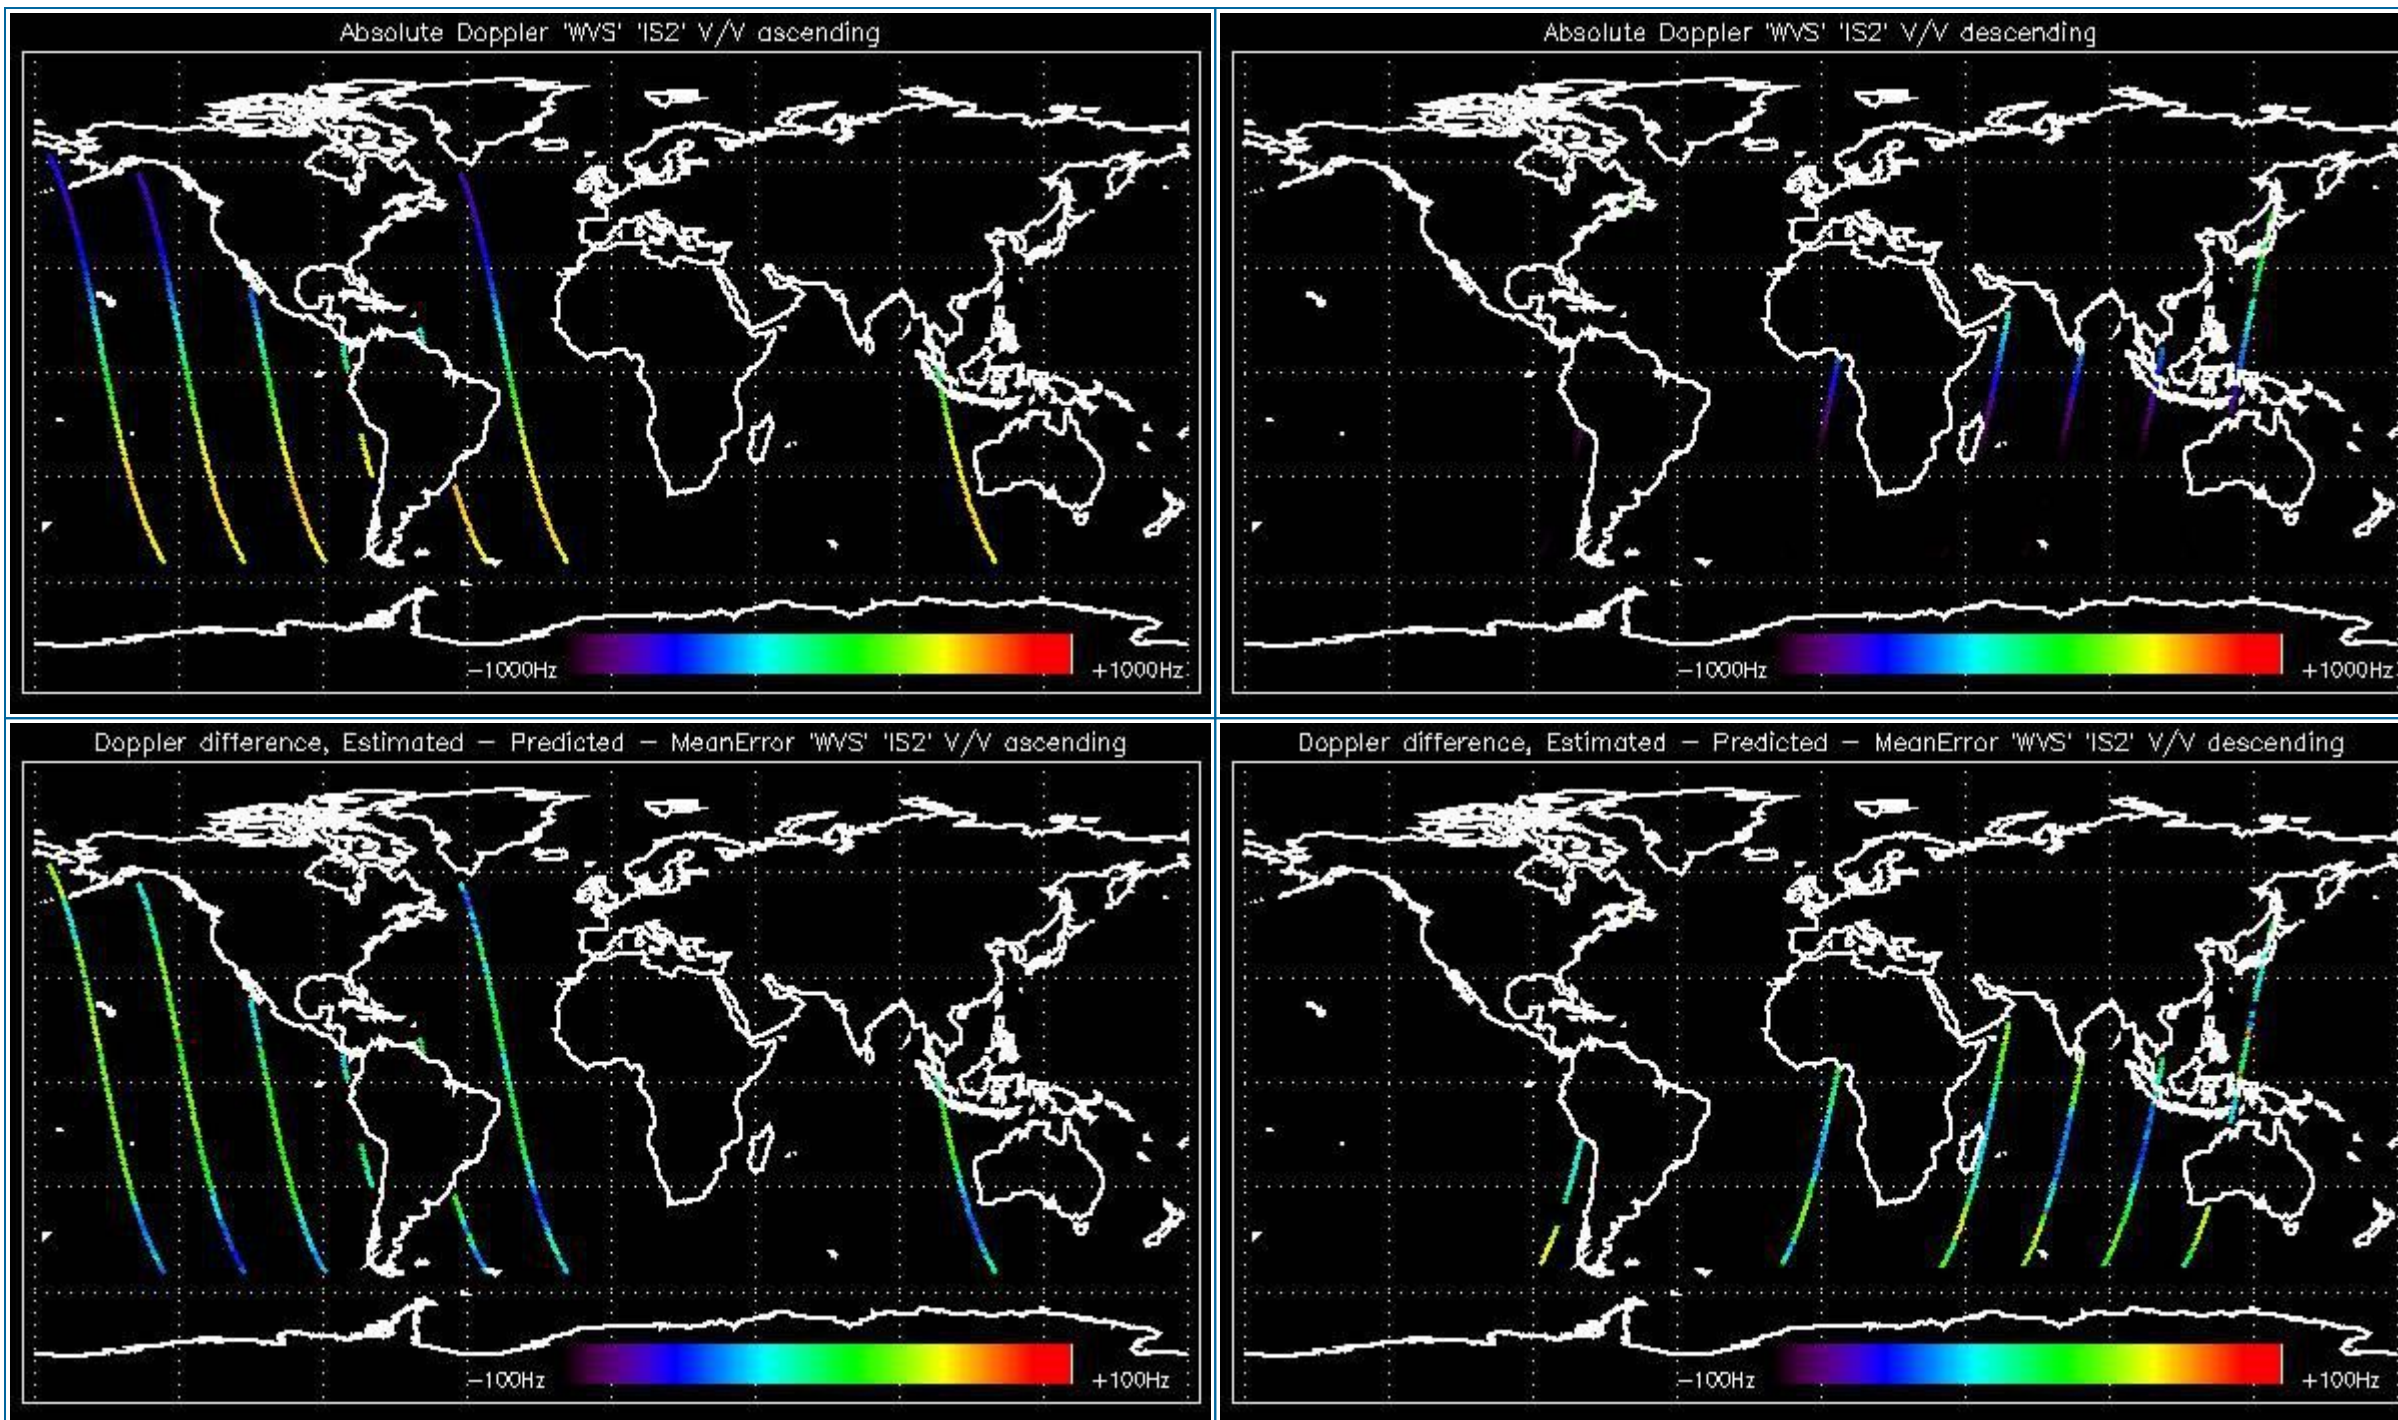 Absolute Doppler 'WVS' 'IS2' V/V ascending
−1000Hz
+1000Hz
Absolute Doppler 'WVS' 'IS2' V/V descending
−1000Hz
+1000Hz
Doppler difference, Estimated − Predicted − MeanError 'WVS' 'IS2' V/V ascending
−100Hz
+100Hz
Doppler difference, Estimated − Predicted − MeanError 'WVS' 'IS2' V/V descending
−100Hz
+100Hz